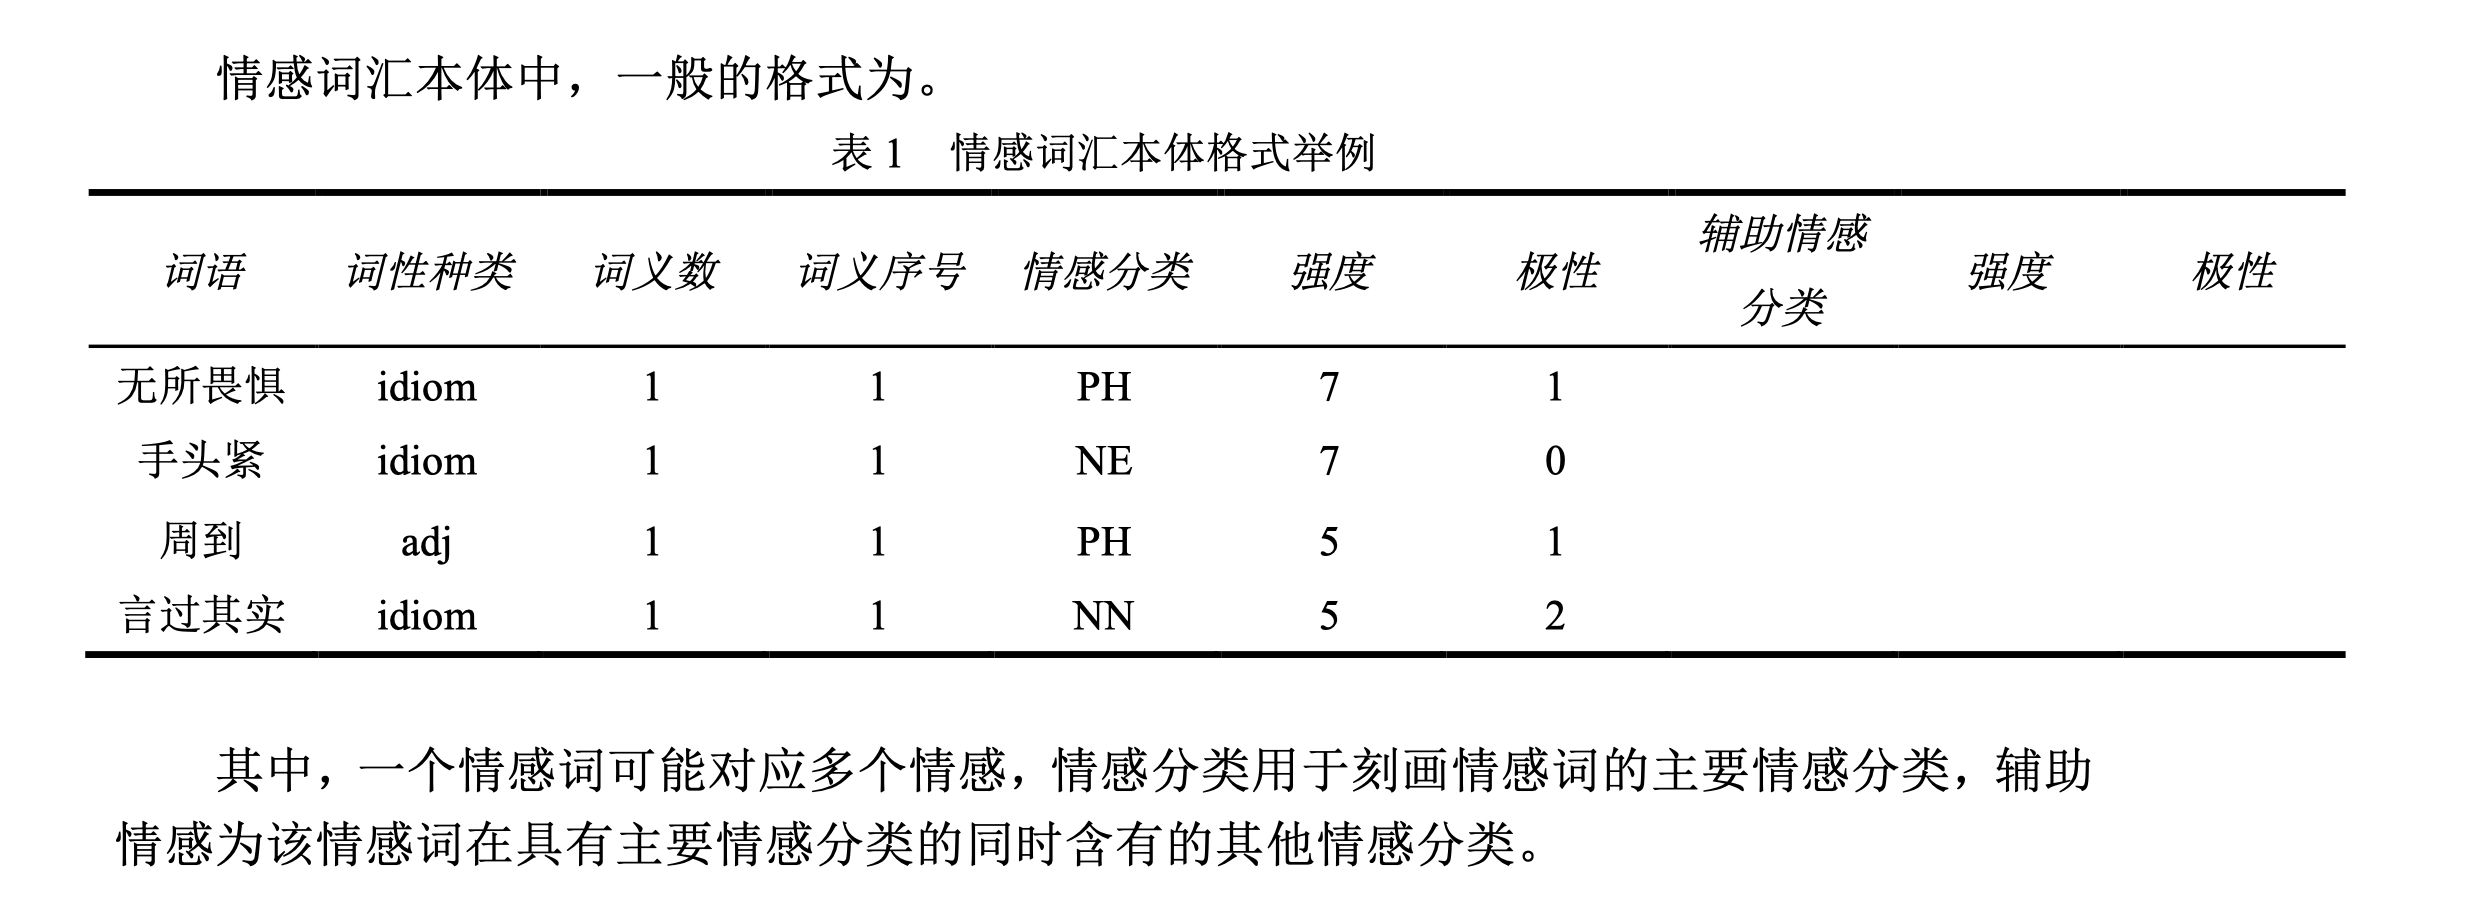 情感词汇本体中，一般的格式为。
表 1 情感词汇本体格式举例
词语 词性种类 词义数 词义序号 情感分类 强度 极性 辅助情感分类 强度 极性
无所畏惧 idiom 1 1 PH 7 1
手头紧 idiom 1 1 NE 7 0
周到 adj 1 1 PH 5 1
言过其实 idiom 1 1 NN 5 2
其中，一个情感词可能对应多个情感，情感分类用于刻画情感词的主要情感分类，辅助
情感为该情感词在具有主要情感分类的同时含有的其他情感分类。